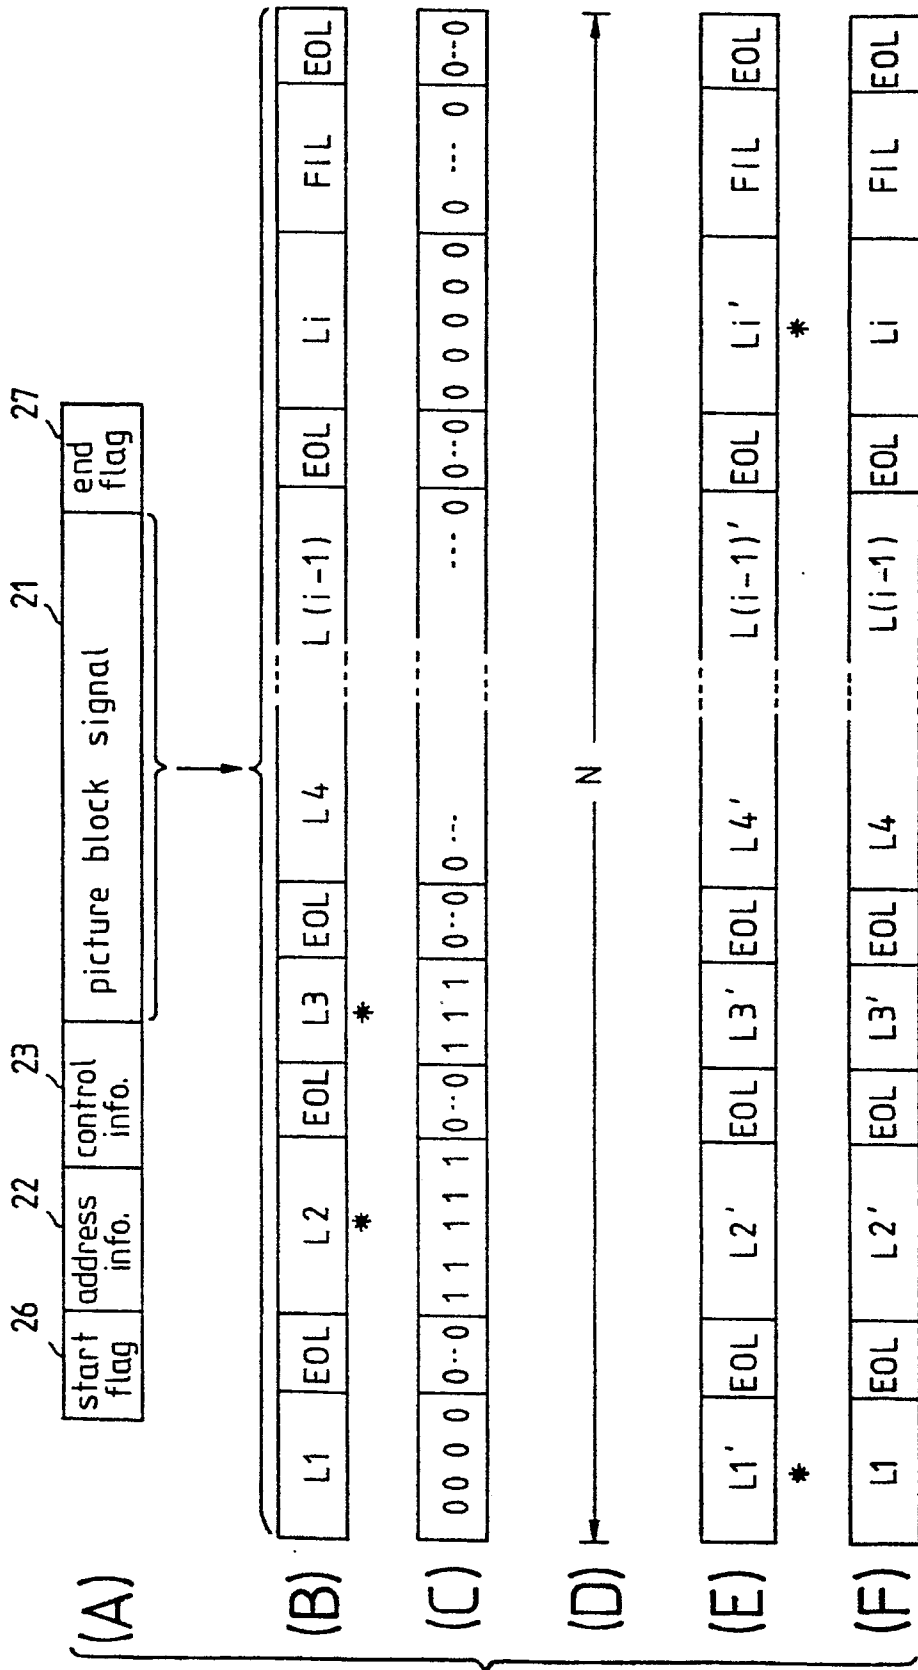 26 22 23 21 27
(A) start flag address info. control info. picture block signal end flag
(B) L1 EOL L2 EOL L3 EOL L4 L(i-1) EOL Li FIL EOL
* *
(C) 0 0 0 0 0--0 1 1 1 1 1 0--0 1 1 1 0--0 0 --- --- 0 0--0 0 0 0 0 0 0 --- 0 0--0
(D) N
(E) L1' EOL L2' EOL L3' EOL L4' L(i-1)' EOL Li' FIL EOL
* *
(F) L1 EOL L2' EOL L3' EOL L4 L(i-1) EOL Li FIL EOL